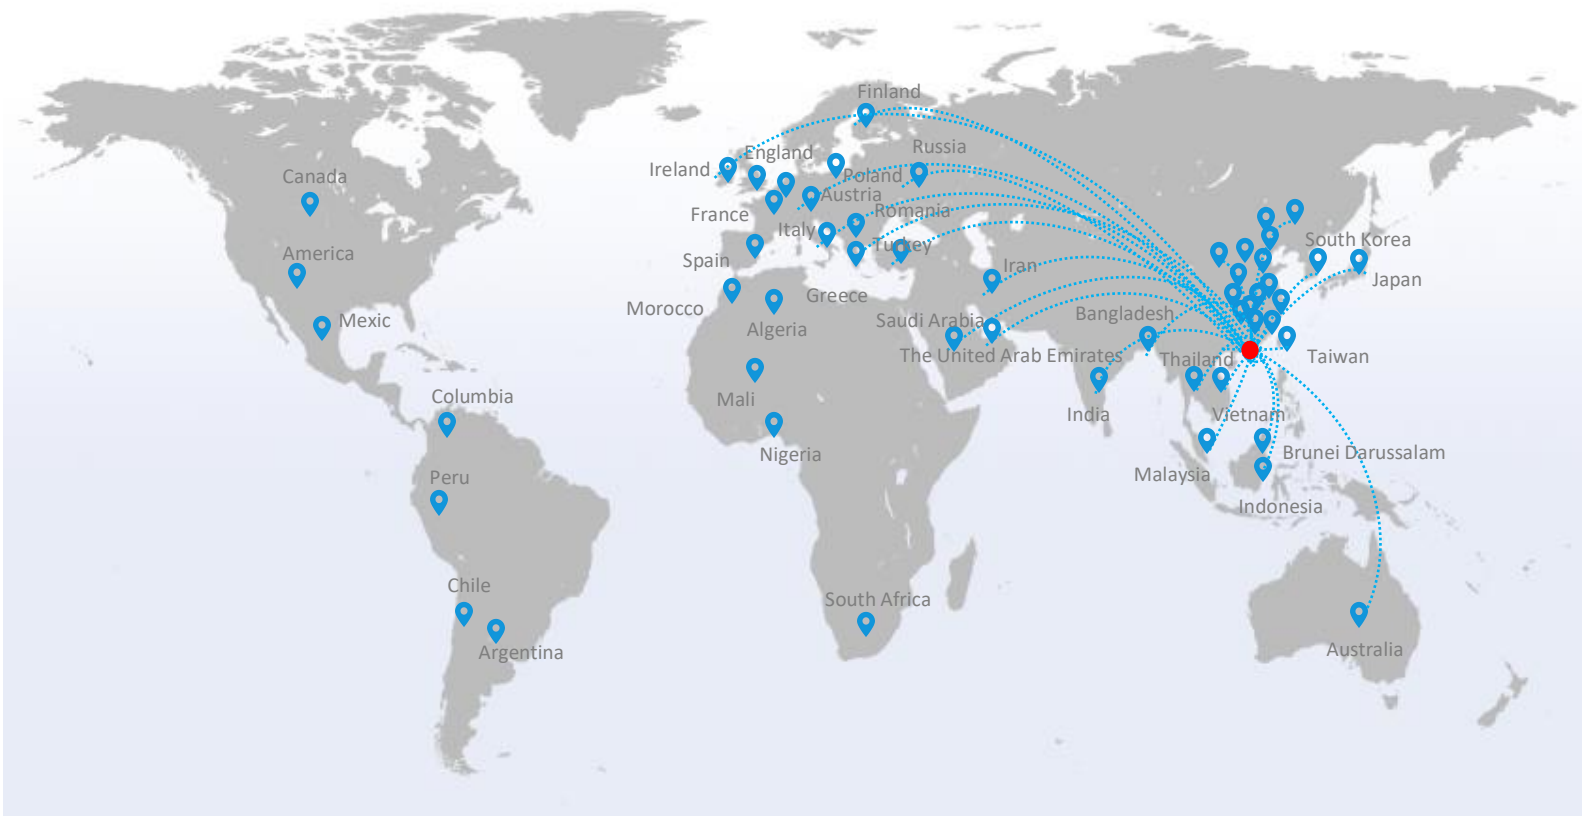 Finland
Russia
England
Ireland
Poland
Canada
Austria
France
Romania
Italy
Turkey
South Korea
America
Spain
Iran
Japan
Greece
Morocco
Algeria
Mexic
Saudi Arabia
Bangladesh
The United Arab Emirates
Thailand
Taiwan
Mali
Columbia
India
Vietnam
Nigeria
Brunei Darussalam
Malaysia
Peru
Indonesia
Chile
South Africa
Argentina
Australia